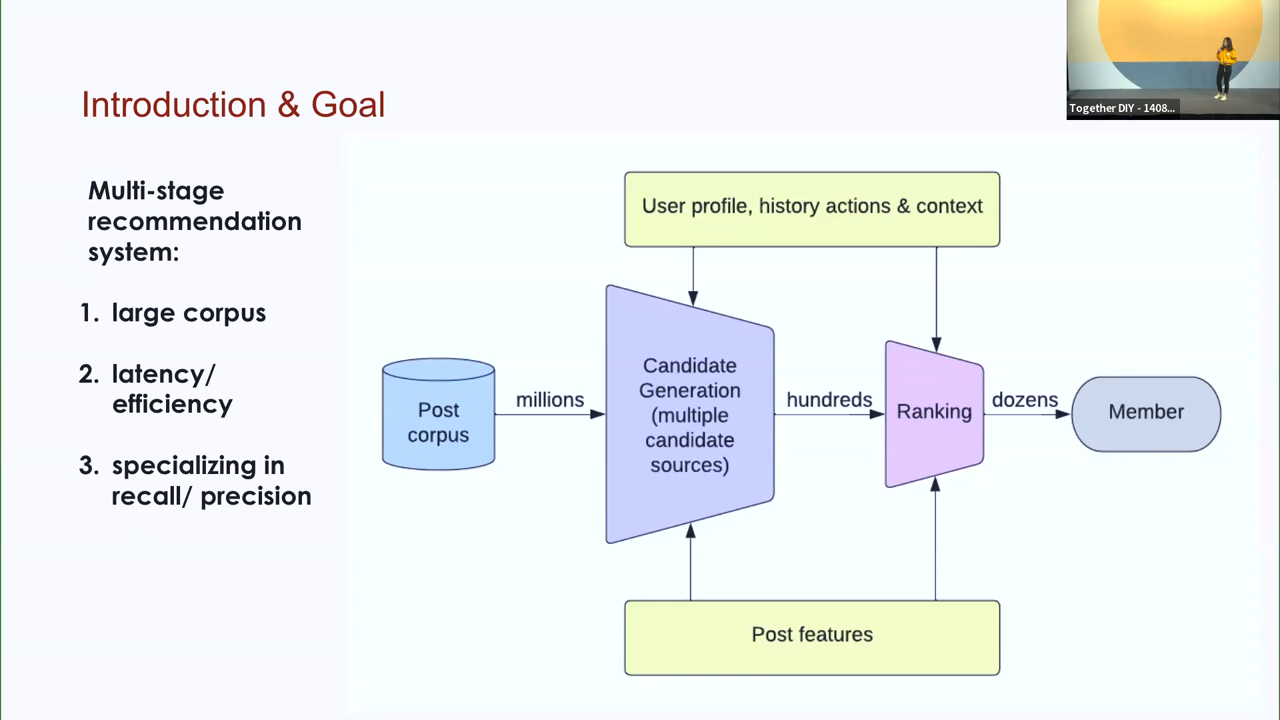 Introduction & Goal
Together DIY - 1408...
Multi-stage
recommendation
system:
1. large corpus
2. latency/
efficiency
3. specializing in
recall/ precision
User profile, history actions & context
Post
corpus
millions
Candidate
Generation
(multiple
candidate
sources)
hundreds
Ranking
dozens
Member
Post features